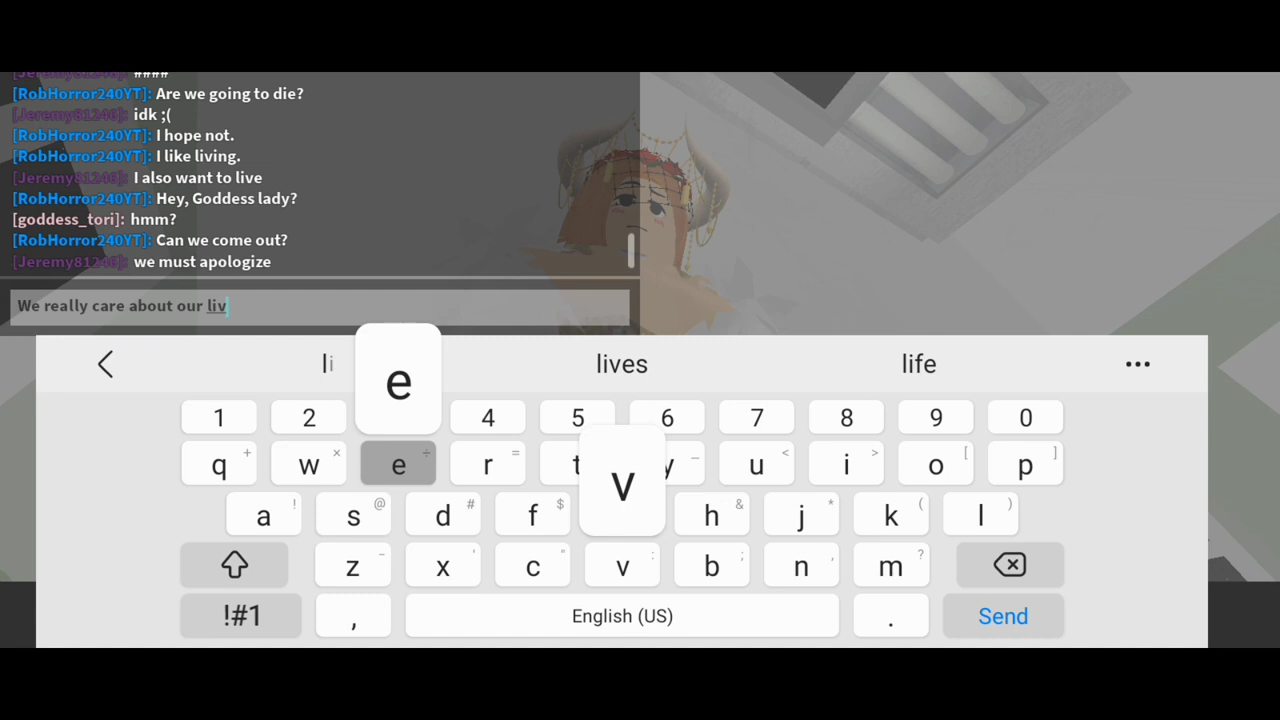 [Jeremy81246]: ####
[RobHorror240YT]: Are we going to die?
[Jeremy81246]: idk ;(
[RobHorror240YT]: I hope not.
[RobHorror240YT]: I like living.
[Jeremy81246]: I also want to live
[RobHorror240YT]: Hey, Goddess lady?
[goddess_tori]: hmm?
[RobHorror240YT]: Can we come out?
[Jeremy81246]: we must apologize
We really care about our liv
li e lives life •••
1 2 4 5 6 7 8 9 0
q + w × e ÷ r = t y _ u < i > o [ p ]
a ! s @ d # f $ v h & j * k ( l )
z - x ' c " v : b ; n , m ?
!#1 , English (US) . Send